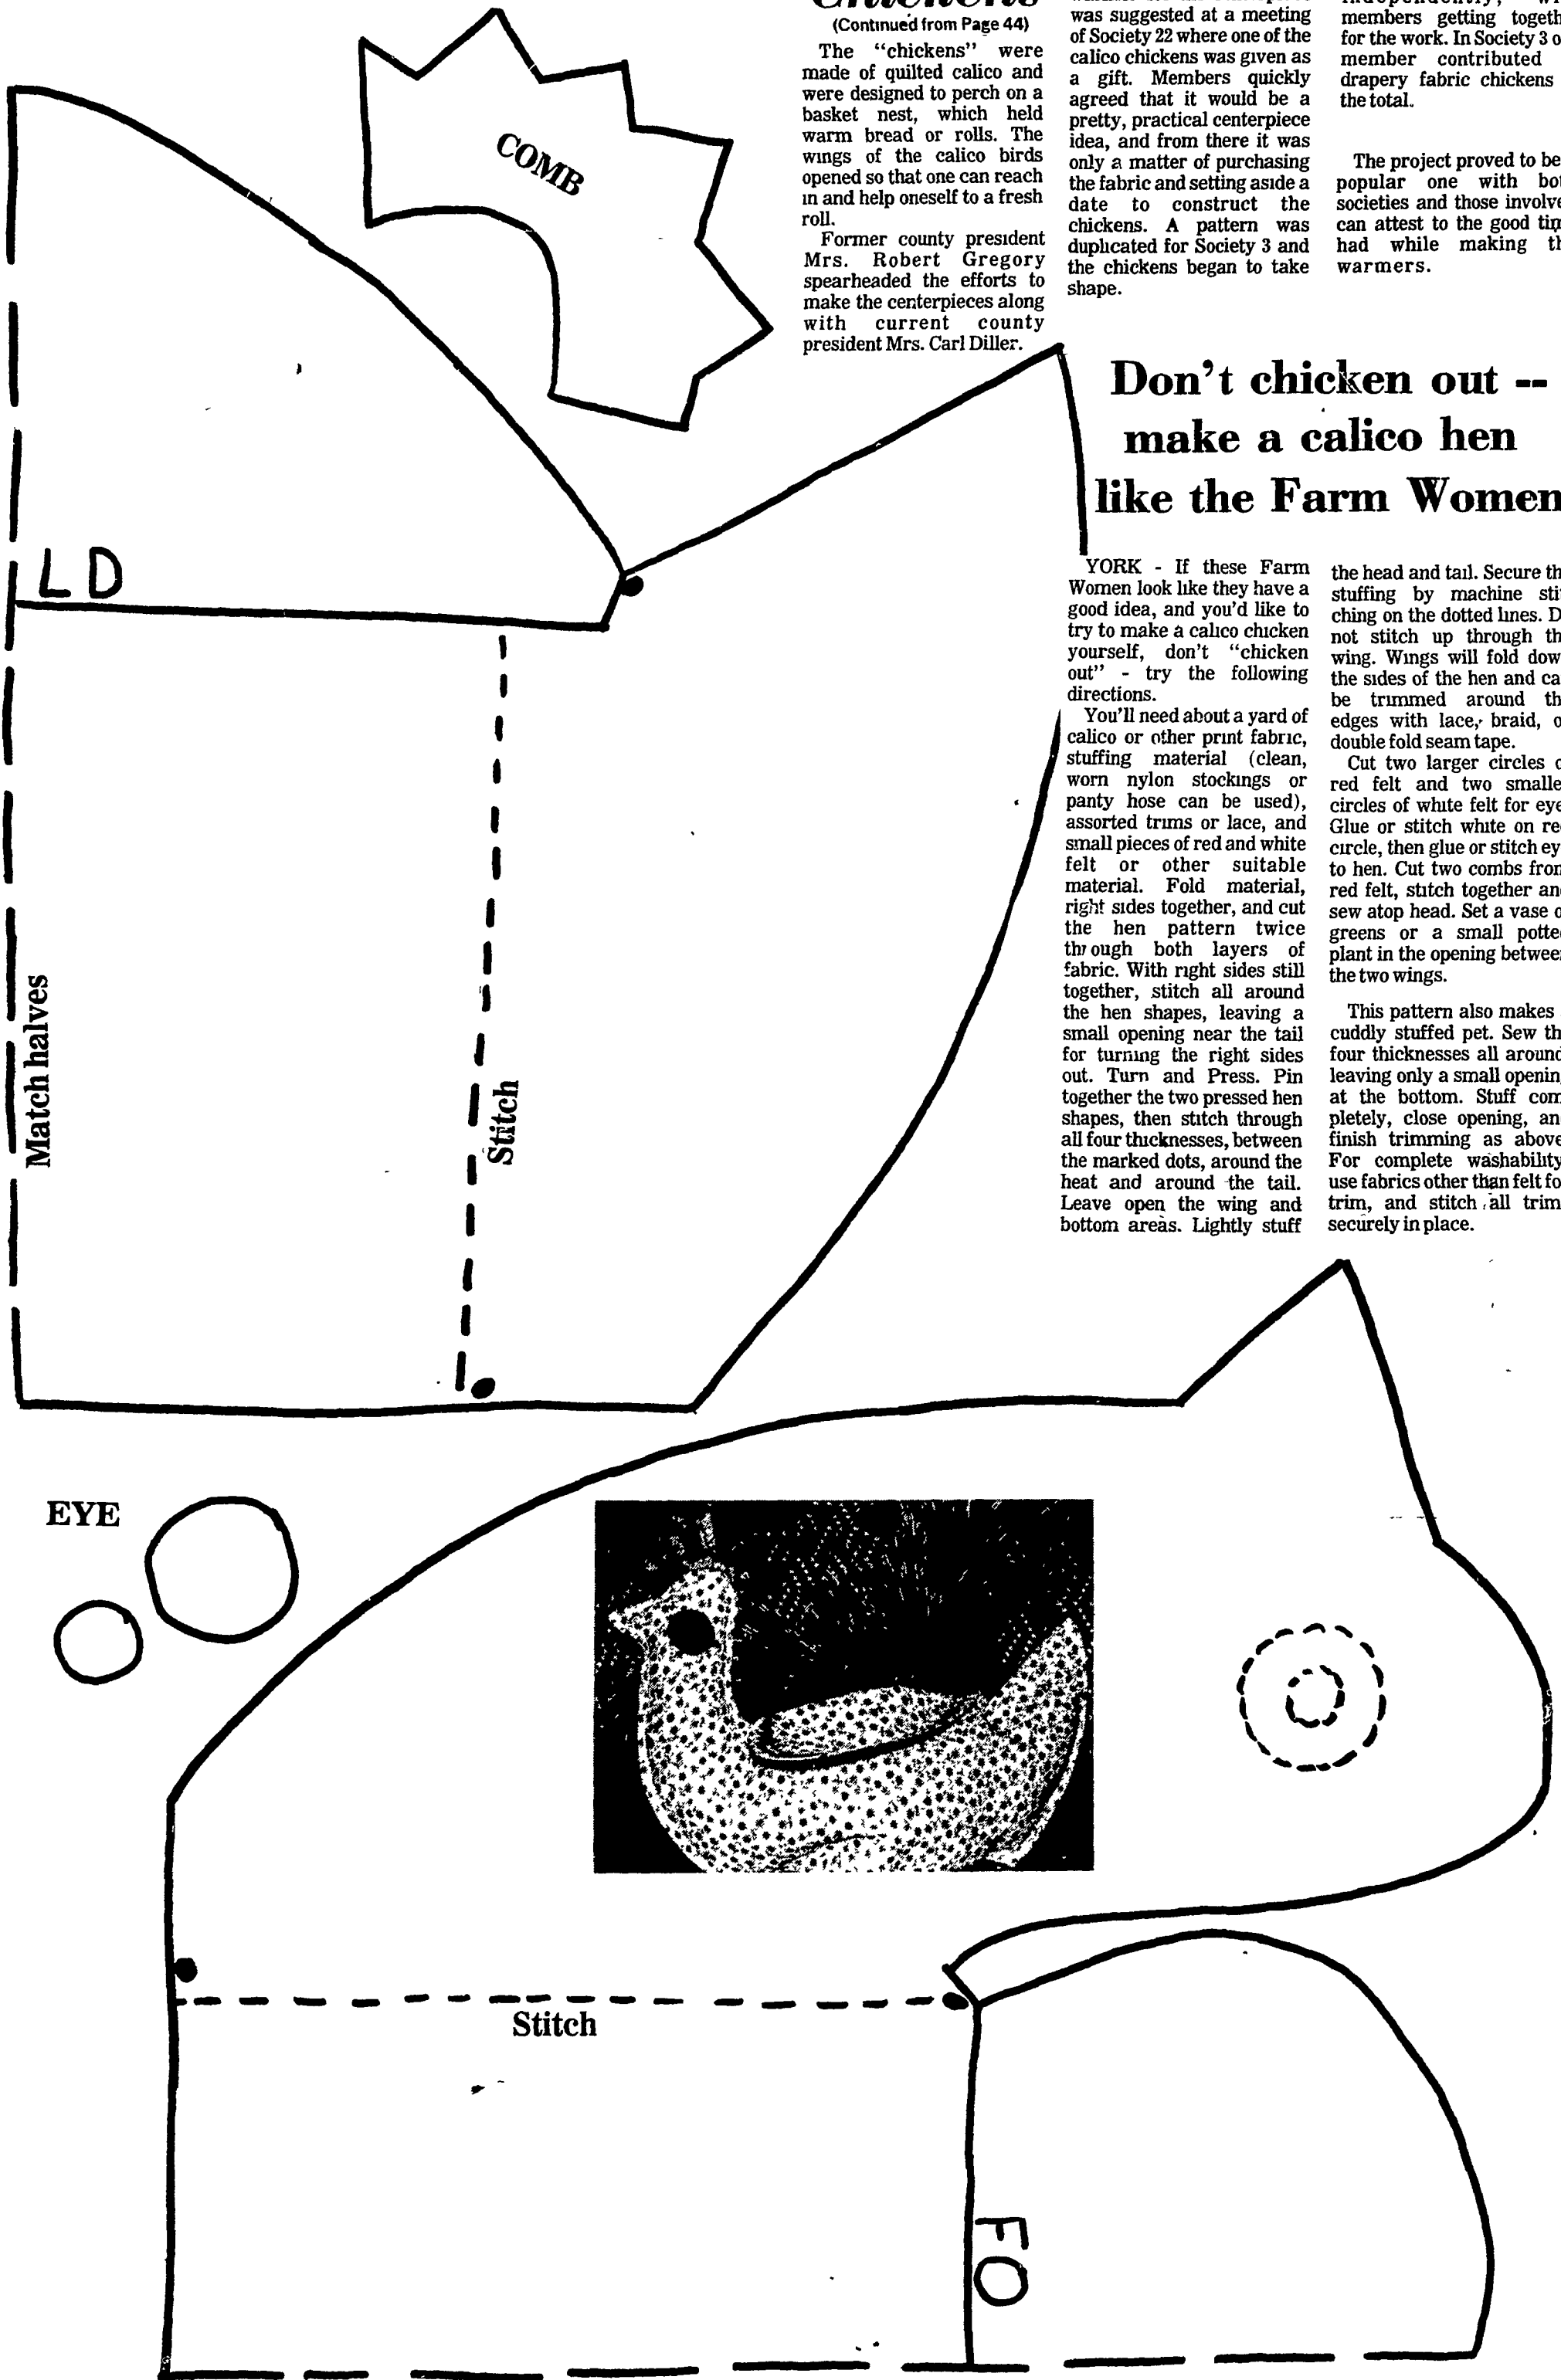 Chickens
(Continued from Page 44)
The "chickens" were
made of quilted calico and
were designed to perch on a
basket nest, which held
warm bread or rolls. The
wings of the calico birds
opened so that one can reach
in and help oneself to a fresh
roll.
Former county president
Mrs. Robert Gregory
spearheaded the efforts to
make the centerpieces along
with current county
president Mrs. Carl Diller.
was suggested at a meeting
of Society 22 where one of the
calico chickens was given as
a gift. Members quickly
agreed that it would be a
pretty, practical centerpiece
idea, and from there it was
only a matter of purchasing
the fabric and setting aside a
date to construct the
chickens. A pattern was
duplicated for Society 3 and
the chickens began to take
shape.
members getting togeth
for the work. In Society 3 o
member contributed
drapery fabric chickens
the total.
The project proved to be
popular one with bot
societies and those involve
can attest to the good tim
had while making th
warmers.
COMB
LD
Match halves
Stitch
Don't chicken out --
make a calico hen
like the Farm Women
YORK - If these Farm
Women look like they have a
good idea, and you'd like to
try to make a calico chicken
yourself, don't "chicken
out" - try the following
directions.
You'll need about a yard of
calico or other print fabric,
stuffing material (clean,
worn nylon stockings or
panty hose can be used),
assorted trims or lace, and
small pieces of red and white
felt or other suitable
material. Fold material,
right sides together, and cut
the hen pattern twice
through both layers of
fabric. With right sides still
together, stitch all around
the hen shapes, leaving a
small opening near the tail
for turning the right sides
out. Turn and Press. Pin
together the two pressed hen
shapes, then stitch through
all four thicknesses, between
the marked dots, around the
heat and around the tail.
Leave open the wing and
bottom areas. Lightly stuff
the head and tail. Secure th
stuffing by machine stit
ching on the dotted lines. D
not stitch up through th
wing. Wings will fold dow
the sides of the hen and ca
be trimmed around th
edges with lace, braid, o
double fold seam tape.
Cut two larger circles o
red felt and two smalle
circles of white felt for eye
Glue or stitch white on re
circle, then glue or stitch ey
to hen. Cut two combs from
red felt, stitch together and
sew atop head. Set a vase o
greens or a small potted
plant in the opening between
the two wings.
This pattern also makes
cuddly stuffed pet. Sew th
four thicknesses all around
leaving only a small opening
at the bottom. Stuff com
pletely, close opening, an
finish trimming as above
For complete washability
use fabrics other than felt fo
trim, and stitch all trim
securely in place.
EYE
Stitch
FO